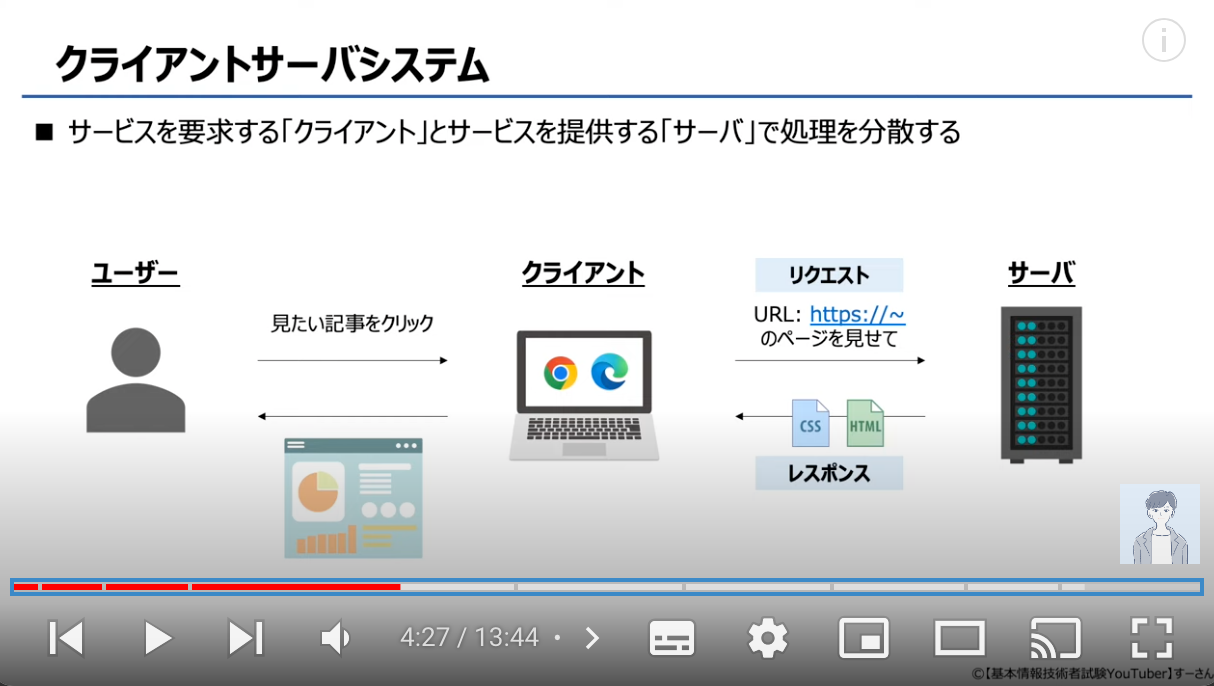 クライアントサーバシステム
■ サービスを要求する「クライアント」とサービスを提供する「サーバ」で処理を分散する
ユーザー
クライアント
リクエスト
サーバ
見たい記事をクリック
URL: https://~
のページを見せて
CSS
HTML
レスポンス
4:27 / 13:44
©【基本情報技術者試験YouTuber】すーさん